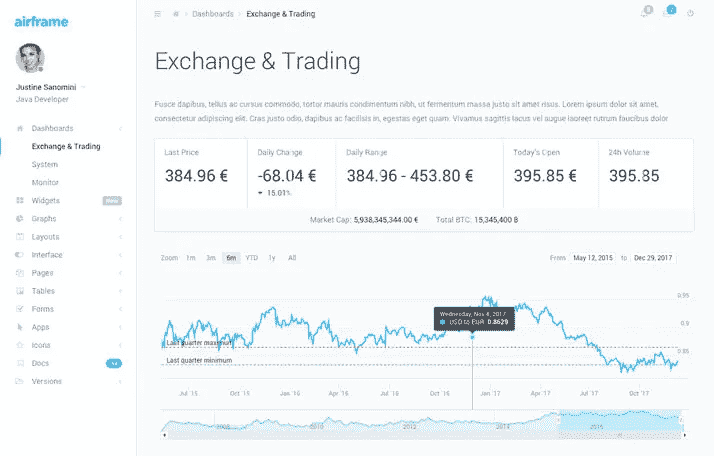 airframe
Justine Sanomini
Java Developer
Dashboards
Exchange & Trading
System
Monitor
Widgets
Graphs
Layouts
Interface
Pages
Tables
Forms
Apps
Icons
Docs
Versions
Dashboards > Exchange & Trading
Exchange & Trading
Fusce dapibus, tellus ac cursus commodo, tortor mauris condimentum nibh, ut fermentum massa justo sit amet risus. Lorem ipsum dolor sit amet,
consectetur adipiscing elit. Cras justo odio, dapibus ac facilisis in, egestas eget quam. Vivamus sagittis lacus vel augue laoreet rutrum faucibus dolor
Last Price
384.96 €
Daily Change
-68.04 €
15.01%
Daily Range
384.96 - 453.80 €
Today's Open
395.85 €
24h Volume
395.85
Market Cap: 5,938,345,344.00 € Total BTC: 15,345,400 B
Zoom 1m 3m 6m YTD 1y All
From May 12, 2015 to Dec 29, 2017
Wednesday, Nov 4, 2017
USD to EUR 0.8629
0.95
0.9
0.85
Last quarter maximum
Last quarter minimum
Jul '15 Oct '15 Jan '16 Apr '16 Jul '16 Oct '16 Jan '17 Apr '17 Jul '17 Oct '17
2008 2010 2012 2014 2016